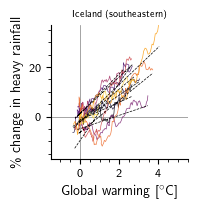 Iceland (southeastern)
% change in heavy rainfall
20
0
0
2
4
Global warming [°C]